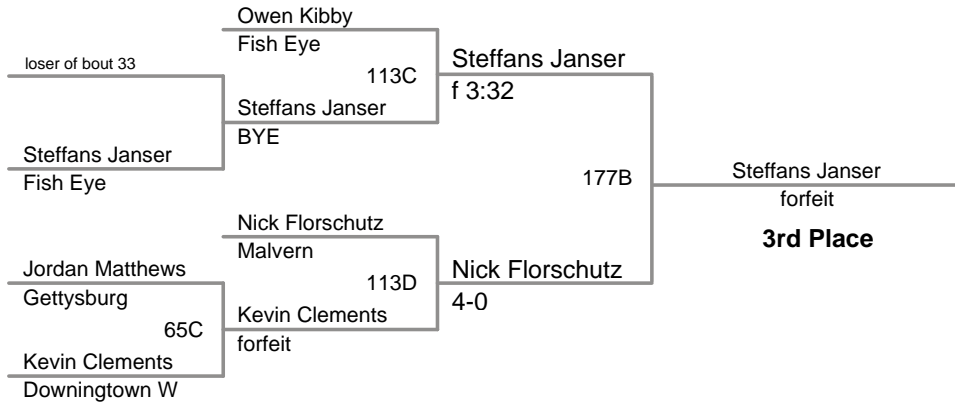 Owen Kibby
Fish Eye
loser of bout 33
113C
Steffans Janser
f 3:32
Steffans Janser
BYE
Steffans Janser
Fish Eye
177B
Steffans Janser
forfeit
3rd Place
Nick Florschutz
Malvern
Jordan Matthews
Gettysburg
113D
Nick Florschutz
4-0
65C
Kevin Clements
forfeit
Kevin Clements
Downingtown W